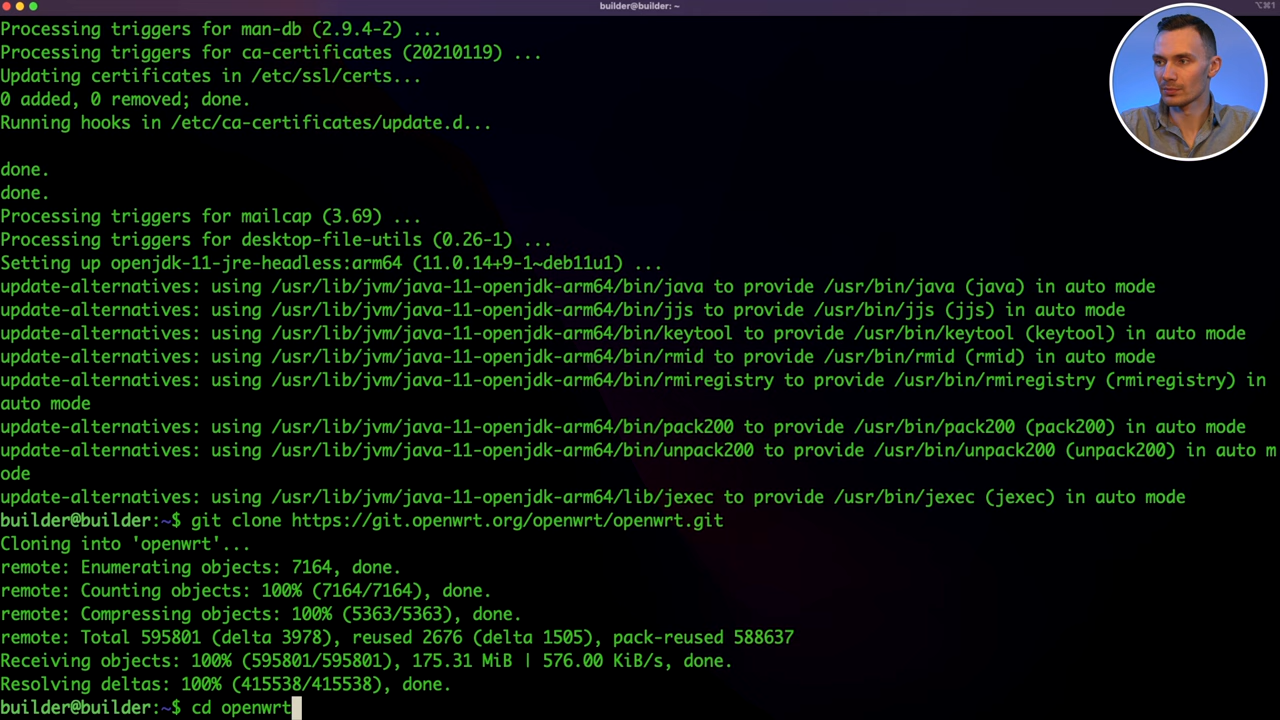 builder@builder: ~
⌥⌘1
Processing triggers for man-db (2.9.4-2) ...
Processing triggers for ca-certificates (20210119) ...
Updating certificates in /etc/ssl/certs...
0 added, 0 removed; done.
Running hooks in /etc/ca-certificates/update.d...
done.
done.
Processing triggers for mailcap (3.69) ...
Processing triggers for desktop-file-utils (0.26-1) ...
Setting up openjdk-11-jre-headless:arm64 (11.0.14+9-1~deb11u1) ...
update-alternatives: using /usr/lib/jvm/java-11-openjdk-arm64/bin/java to provide /usr/bin/java (java) in auto mode
update-alternatives: using /usr/lib/jvm/java-11-openjdk-arm64/bin/jjs to provide /usr/bin/jjs (jjs) in auto mode
update-alternatives: using /usr/lib/jvm/java-11-openjdk-arm64/bin/keytool to provide /usr/bin/keytool (keytool) in auto mode
update-alternatives: using /usr/lib/jvm/java-11-openjdk-arm64/bin/rmid to provide /usr/bin/rmid (rmid) in auto mode
update-alternatives: using /usr/lib/jvm/java-11-openjdk-arm64/bin/rmiregistry to provide /usr/bin/rmiregistry (rmiregistry) in
auto mode
update-alternatives: using /usr/lib/jvm/java-11-openjdk-arm64/bin/pack200 to provide /usr/bin/pack200 (pack200) in auto mode
update-alternatives: using /usr/lib/jvm/java-11-openjdk-arm64/bin/unpack200 to provide /usr/bin/unpack200 (unpack200) in auto m
ode
update-alternatives: using /usr/lib/jvm/java-11-openjdk-arm64/lib/jexec to provide /usr/bin/jexec (jexec) in auto mode
builder@builder:~$ git clone https://git.openwrt.org/openwrt/openwrt.git
Cloning into 'openwrt'...
remote: Enumerating objects: 7164, done.
remote: Counting objects: 100% (7164/7164), done.
remote: Compressing objects: 100% (5363/5363), done.
remote: Total 595801 (delta 3978), reused 2676 (delta 1505), pack-reused 588637
Receiving objects: 100% (595801/595801), 175.31 MiB | 576.00 KiB/s, done.
Resolving deltas: 100% (415538/415538), done.
builder@builder:~$ cd openwrt